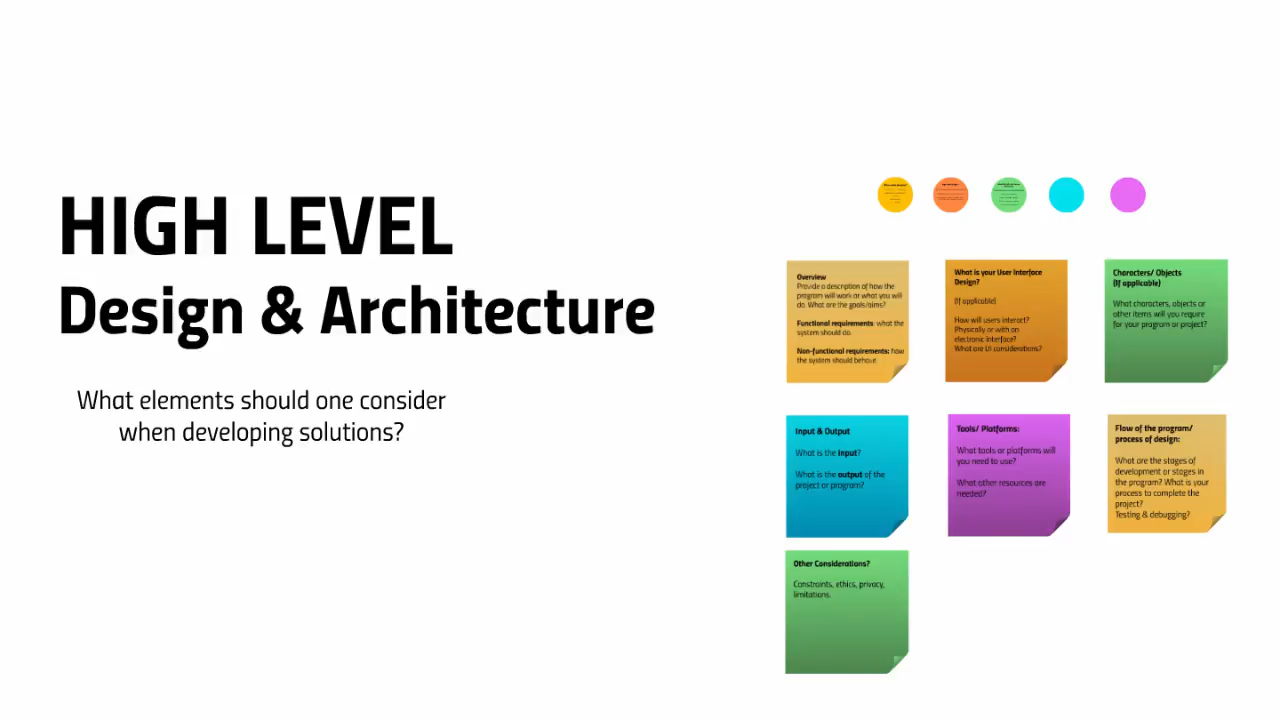 HIGH LEVEL
Design & Architecture
What elements should one consider
when developing solutions?
Overview
Provide a description of how the
program will work or what you will
do. What are the goals/aims?
Functional requirements: what the
system should do.
Non-functional requirements: how
the system should behave
What is your User Interface
Design?
(If applicable)
How will users interact?
Physically or with an
electronic interface?
What are UI considerations?
Characters/ Objects
(If applicable)
What characters, objects or
other items will you require
for your program or project?
Input & Output
What is the input?
What is the output of the
project or program?
Tools/ Platforms:
What tools or platforms will
you need to use?
What other resources are
needed?
Flow of the program/
process of design:
What are the stages of
development or stages in
the program? What is your
process to complete the
project?
Testing & debugging?
Other Considerations?
Constraints, ethics, privacy,
limitations.